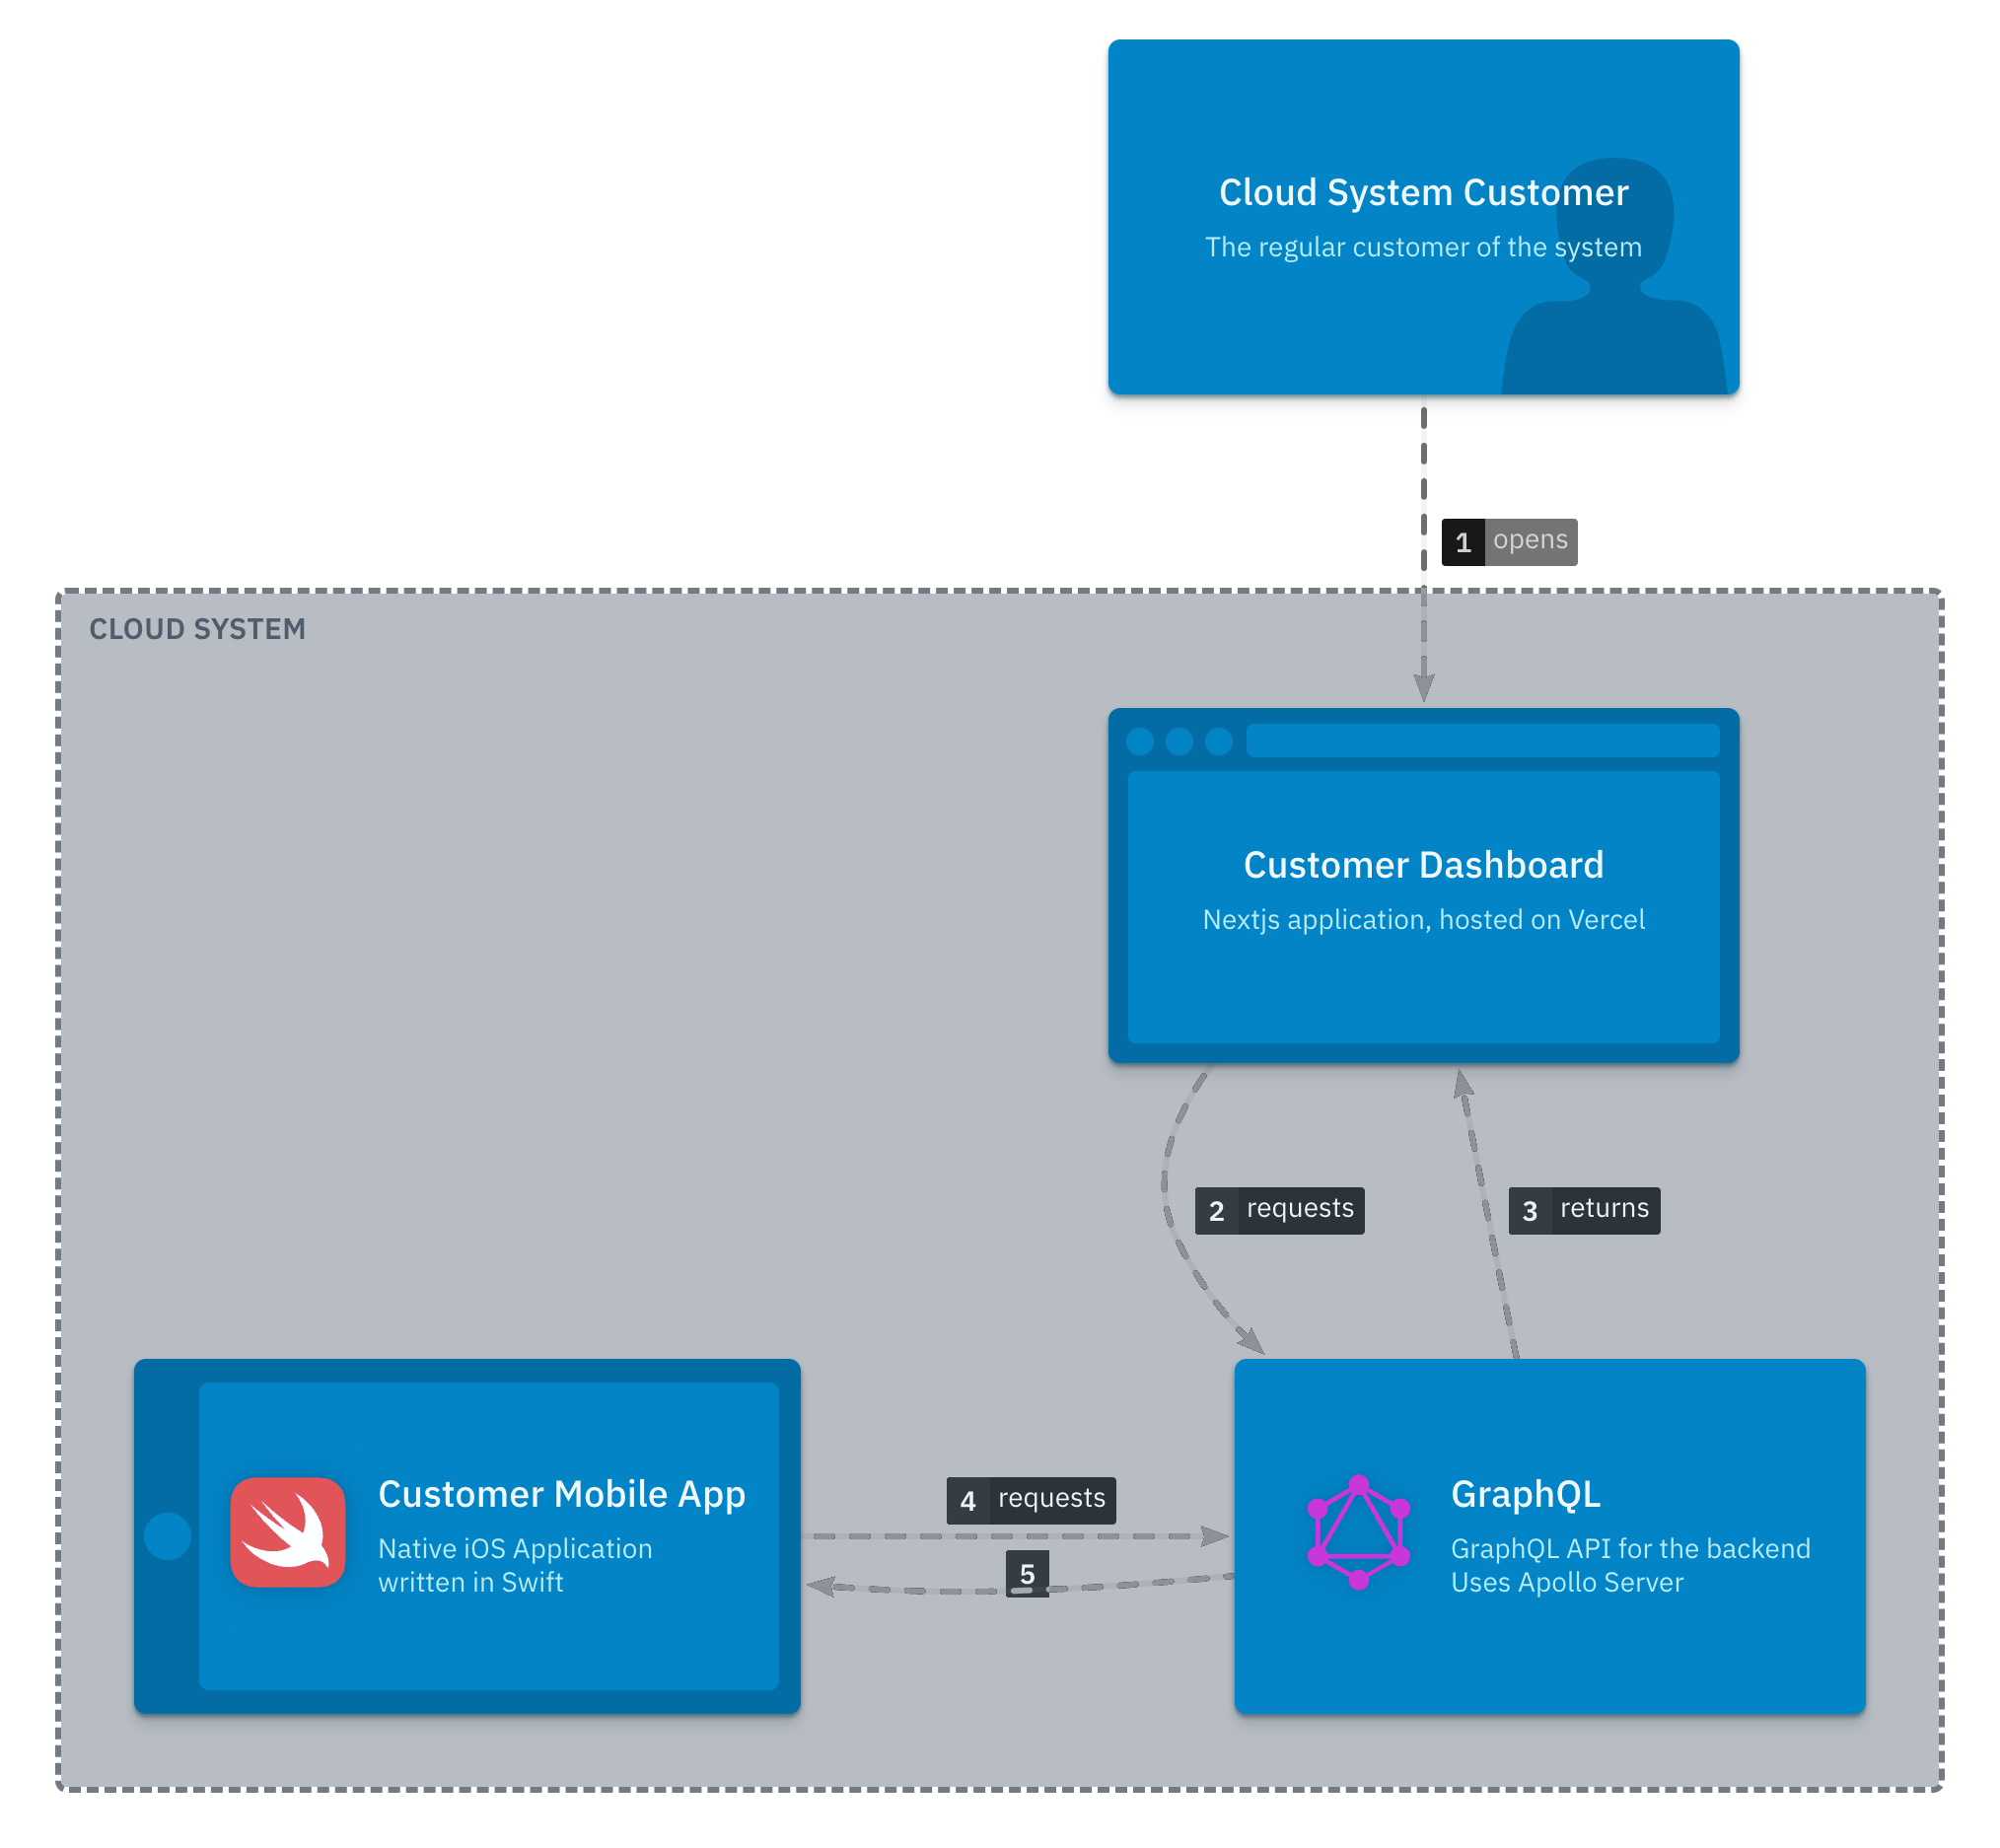 Cloud System Customer
The regular customer of the system
1 opens
CLOUD SYSTEM
Customer Dashboard
Nextjs application, hosted on Vercel
2 requests
3 returns
Customer Mobile App
Native iOS Application
written in Swift
4 requests
5
GraphQL
GraphQL API for the backend
Uses Apollo Server